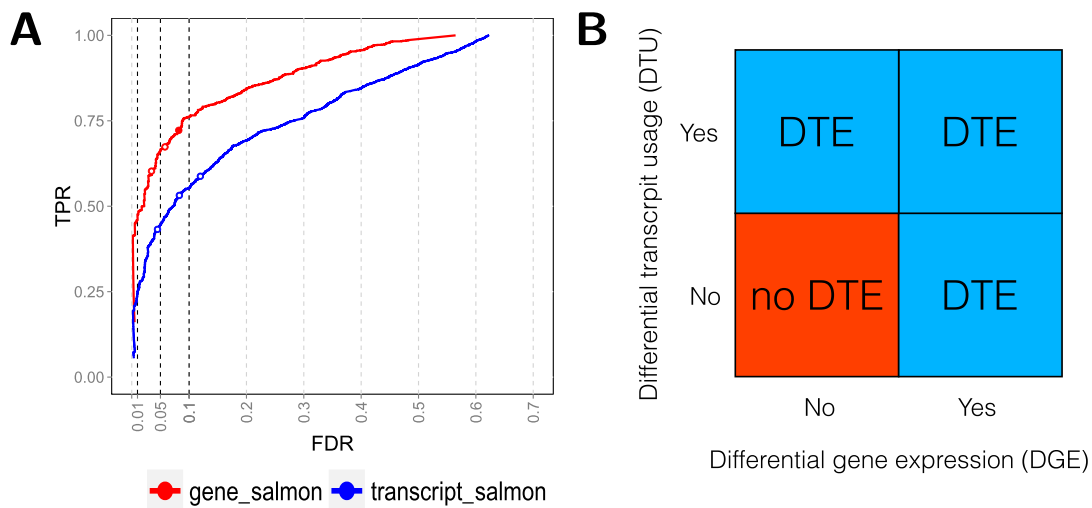 A
TPR
1.00
0.75
0.50
0.25
0.00
0.01
0.05
0.1
0.2
0.3
0.4
0.5
0.6
0.7
FDR
gene_salmon
transcript_salmon
B
Differential transcrpit usage (DTU)
Yes
No
DTE
DTE
no DTE
DTE
No
Yes
Differential gene expression (DGE)